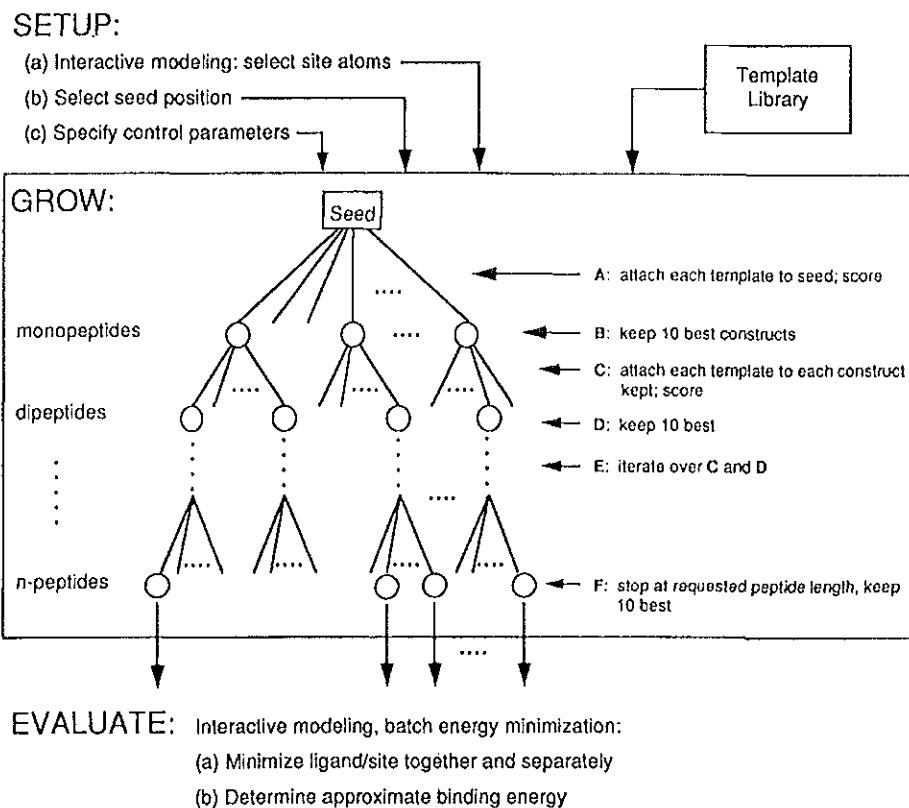 SETUP:
(a) Interactive modeling: select site atoms
(b) Select seed position
(c) Specify control parameters
Template
Library
GROW:
Seed
A: attach each template to seed; score
....
monopeptides
....
B: keep 10 best constructs
C: attach each template to each construct
kept; score
.... .... ....
dipeptides
D: keep 10 best
E: iterate over C and D
....
.... .... .... ....
n-peptides
F: stop at requested peptide length, keep
10 best
....
EVALUATE: Interactive modeling, batch energy minimization:
(a) Minimize ligand/site together and separately
(b) Determine approximate binding energy